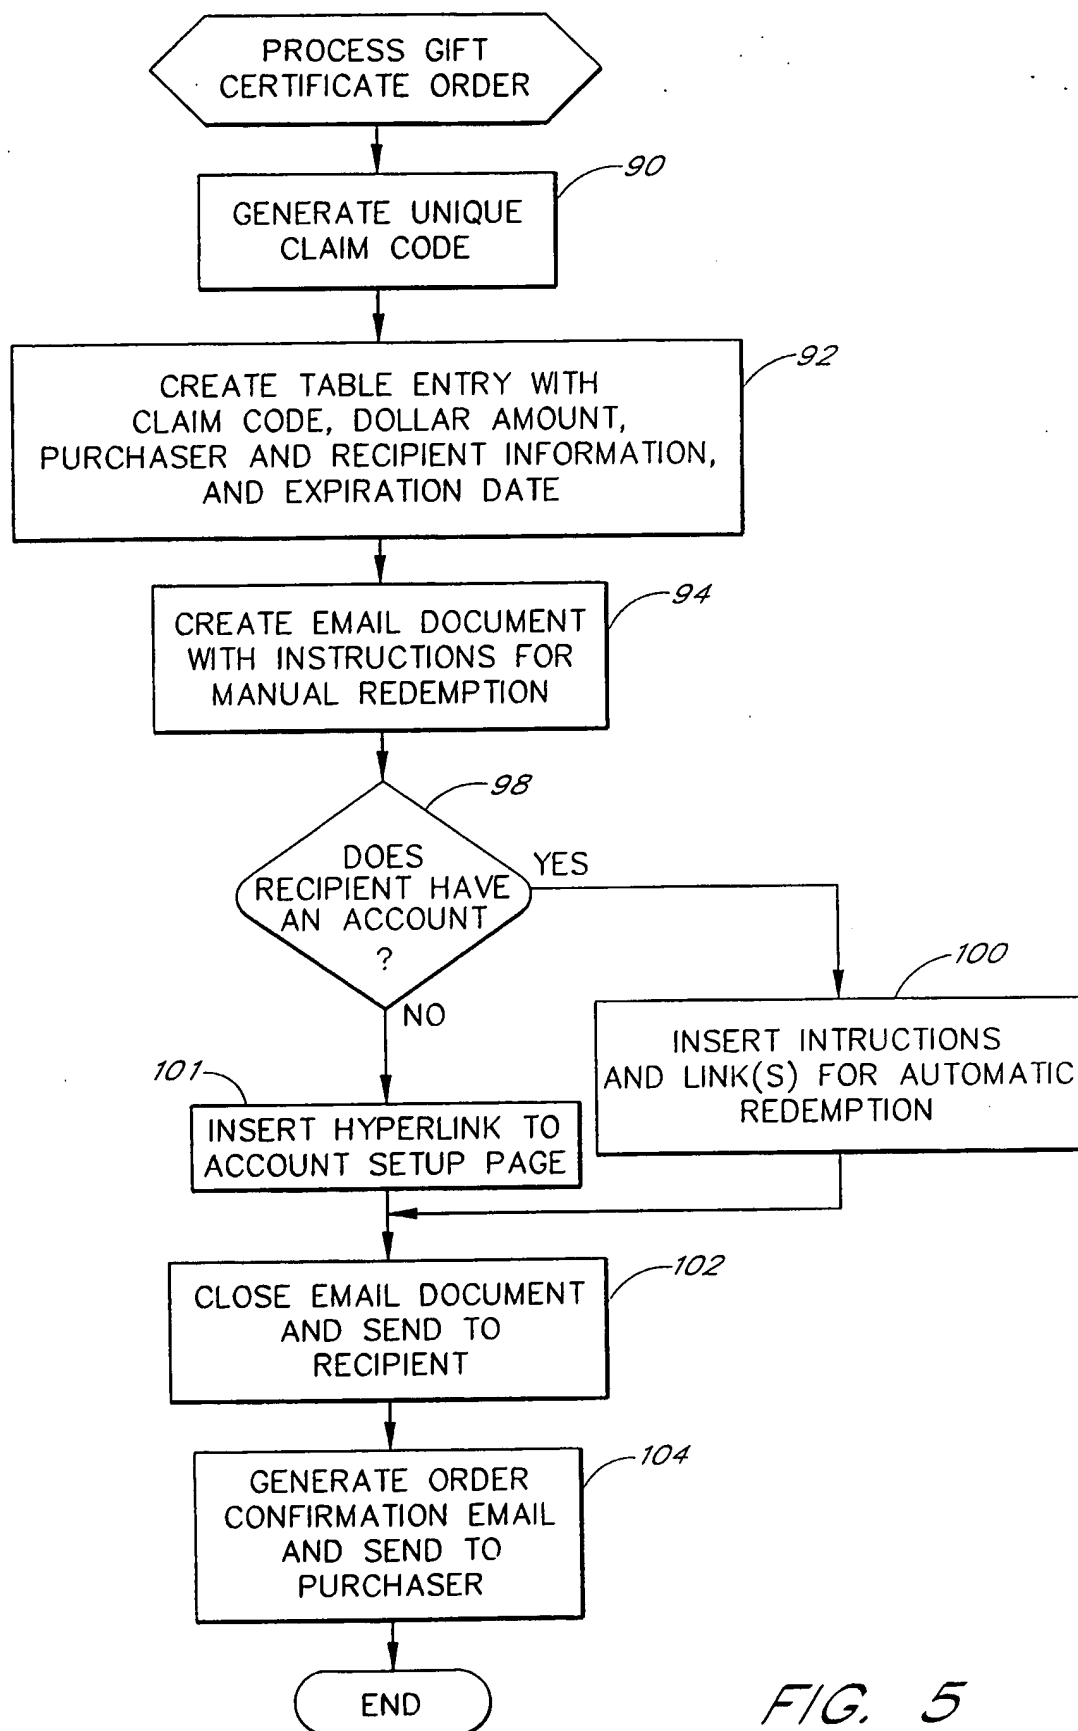 PROCESS GIFT
CERTIFICATE ORDER
90
GENERATE UNIQUE
CLAIM CODE
92
CREATE TABLE ENTRY WITH
CLAIM CODE, DOLLAR AMOUNT,
PURCHASER AND RECIPIENT INFORMATION,
AND EXPIRATION DATE
94
CREATE EMAIL DOCUMENT
WITH INSTRUCTIONS FOR
MANUAL REDEMPTION
98
DOES
RECIPIENT HAVE
AN ACCOUNT
?
YES
NO
100
INSERT INTRUCTIONS
AND LINK(S) FOR AUTOMATIC
REDEMPTION
101
INSERT HYPERLINK TO
ACCOUNT SETUP PAGE
102
CLOSE EMAIL DOCUMENT
AND SEND TO
RECIPIENT
104
GENERATE ORDER
CONFIRMATION EMAIL
AND SEND TO
PURCHASER
END
FIG. 5